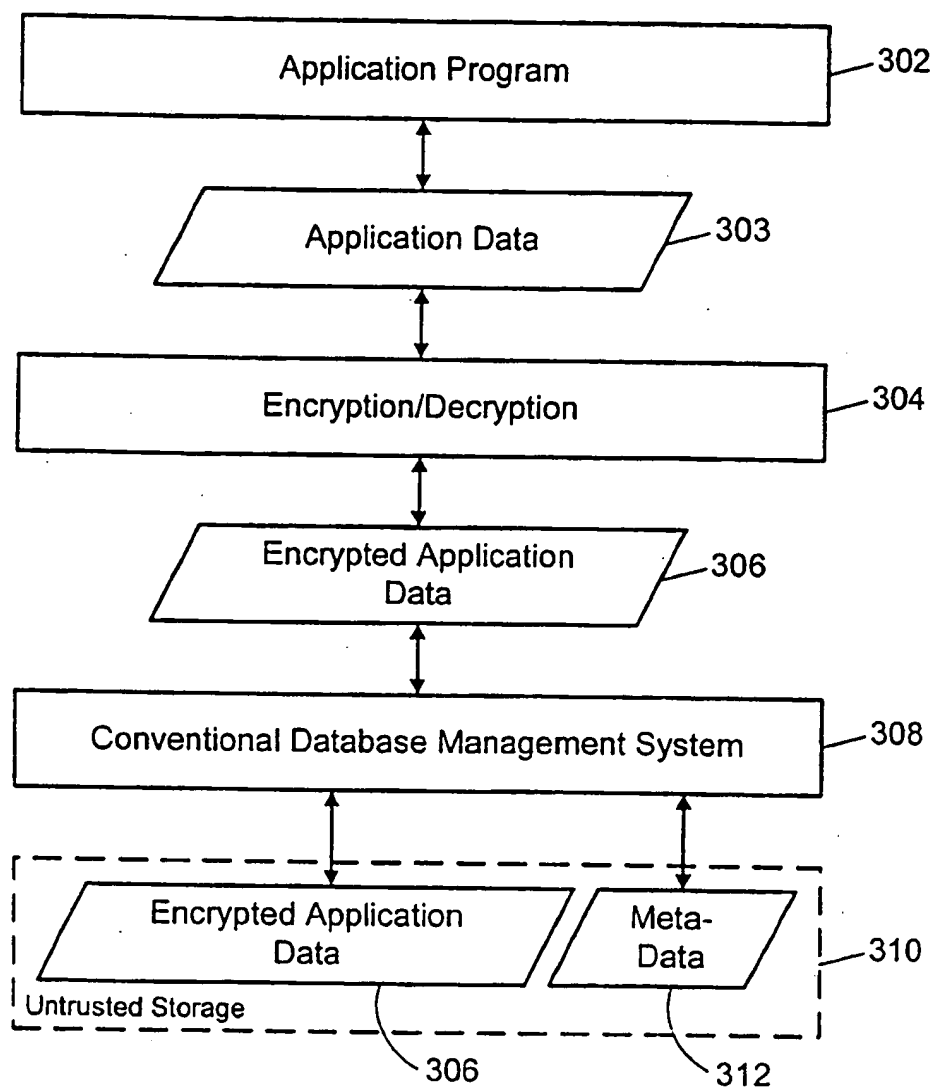 Application Program
302
Application Data
303
Encryption/Decryption
304
Encrypted Application
Data
306
Conventional Database Management System
308
Encrypted Application
Data
Meta-
Data
310
Untrusted Storage
306
312